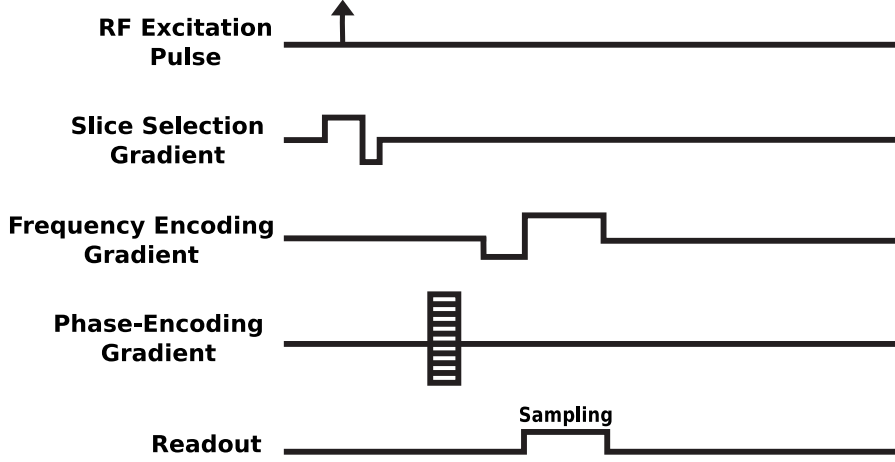 RF Excitation
Pulse
Slice Selection
Gradient
Frequency Encoding
Gradient
Phase-Encoding
Gradient
Sampling
Readout